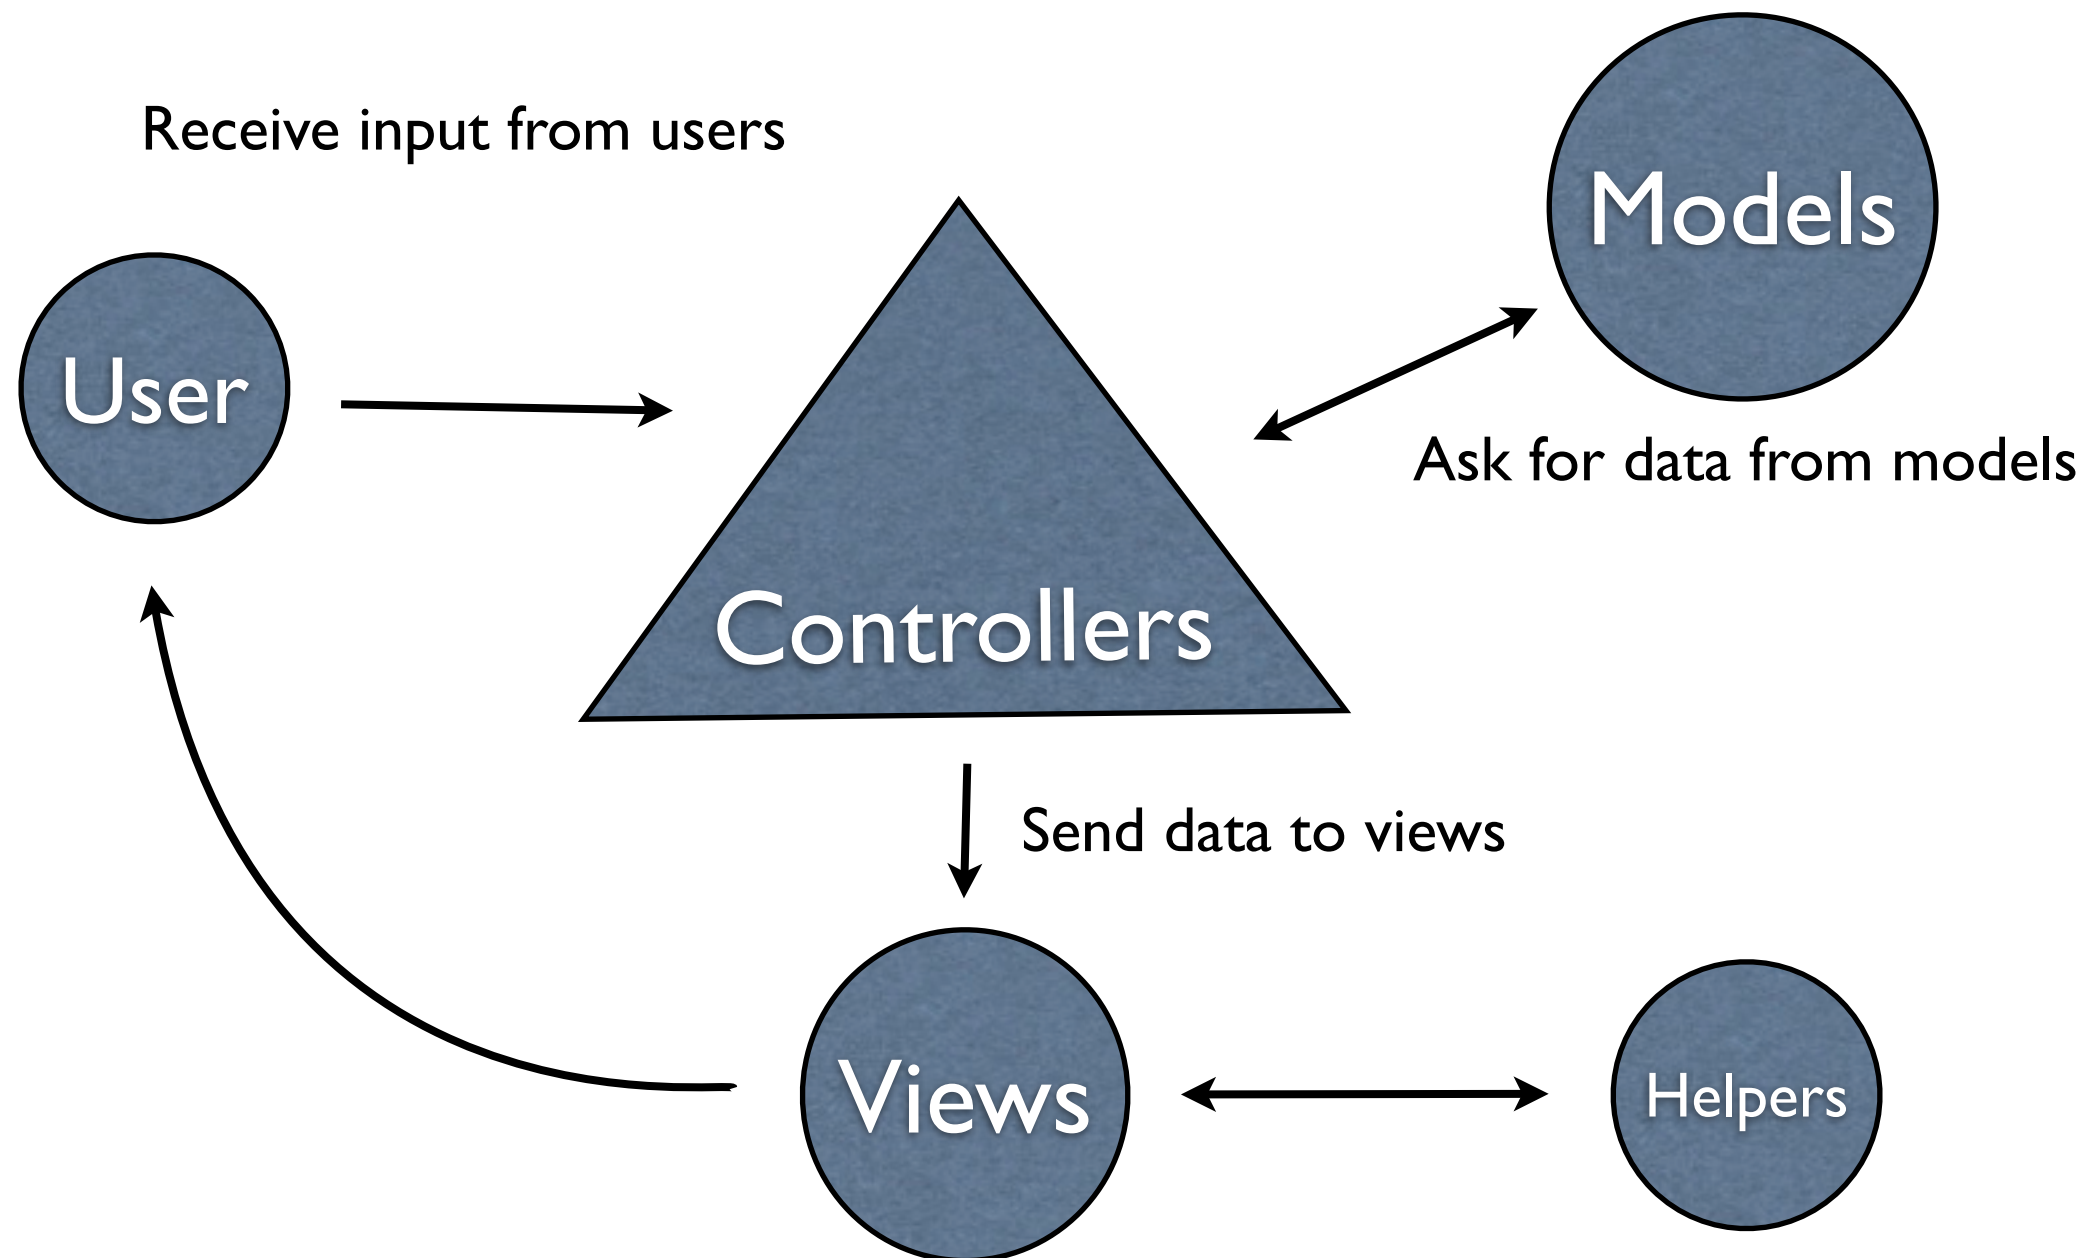 Receive input from users
Models
User
Ask for data from models
Controllers
Send data to views
Views
Helpers